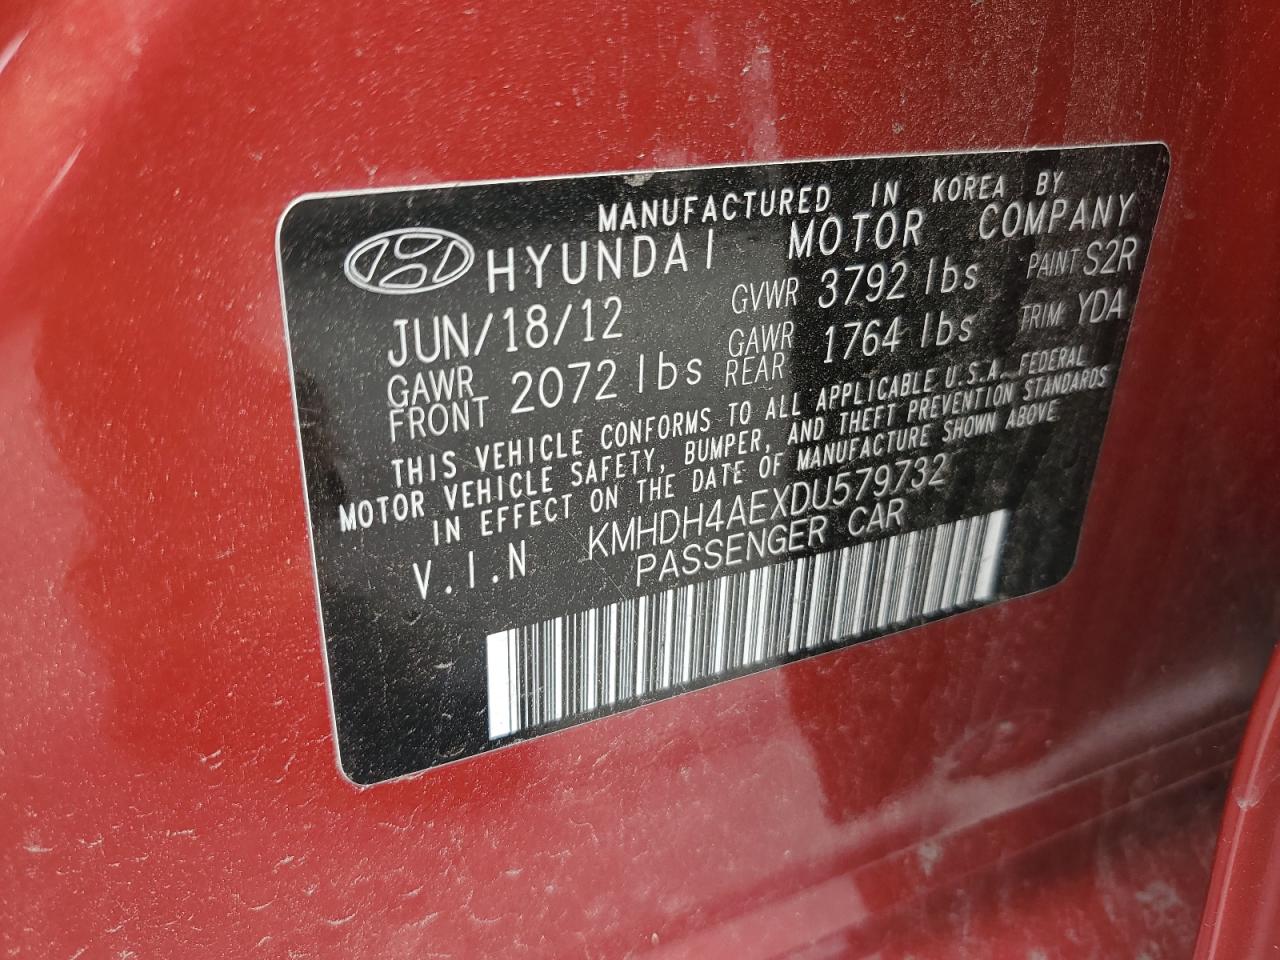 MANUFACTURED IN KOREA BY
HYUNDAI MOTOR COMPANY
JUN/18/12 GVWR 3792 lbs PAINT S2R
GAWR FRONT 2072 lbs GAWR REAR 1764 lbs TRIM YDA
THIS VEHICLE CONFORMS TO ALL APPLICABLE U.S.A. FEDERAL
MOTOR VEHICLE SAFETY, BUMPER, AND THEFT PREVENTION STANDARDS
IN EFFECT ON THE DATE OF MANUFACTURE SHOWN ABOVE
V.I.N KMHDH4AEXDU579732
PASSENGER CAR